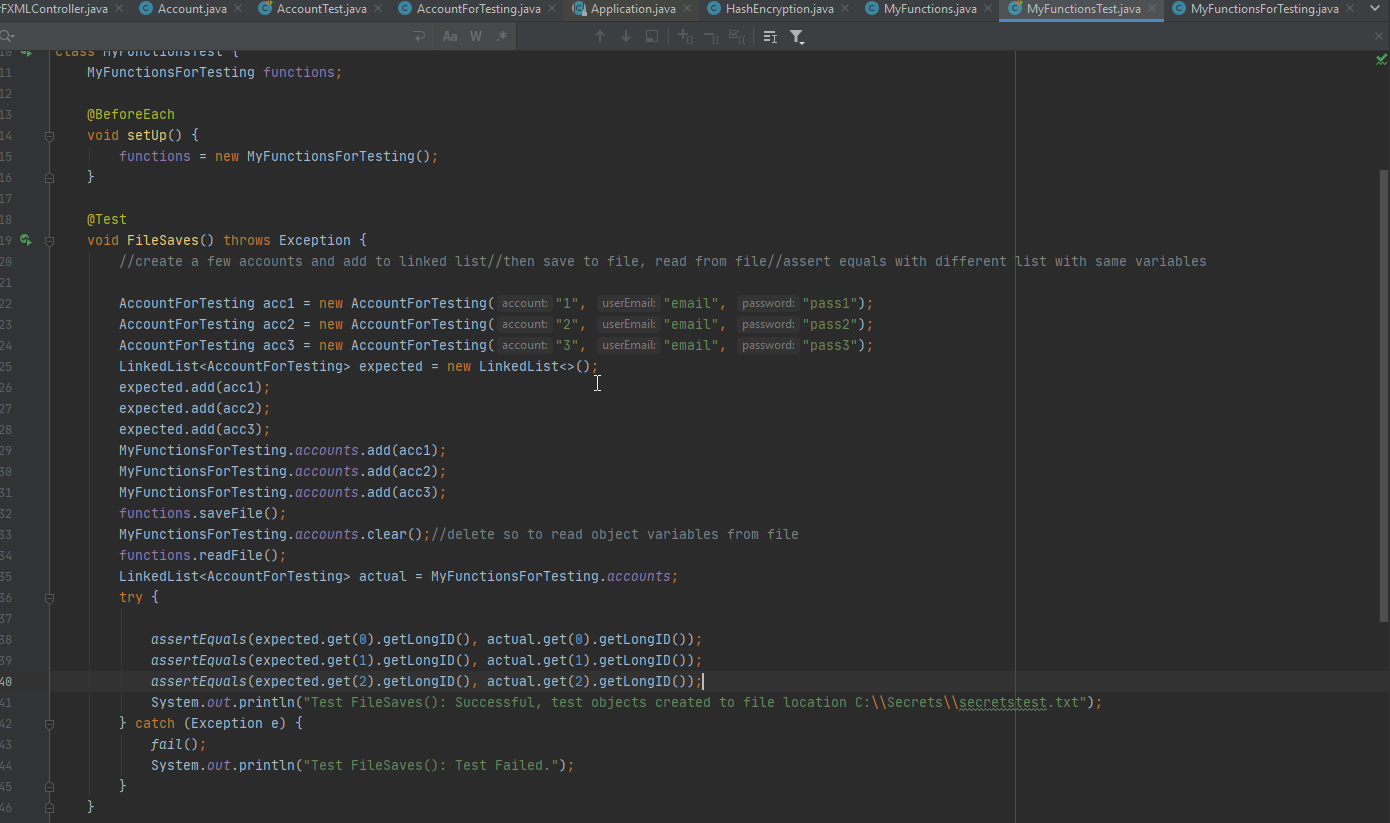 FXMLController.java Account.java AccountTest.java AccountForTesting.java Application.java HashEncryption.java MyFunctions.java MyFunctionsTest.java MyFunctionsForTesting.java
Aa W .*
10 class MyFunctionsTest {
11 MyFunctionsForTesting functions;
12
13 @BeforeEach
14 void setUp() {
15 functions = new MyFunctionsForTesting();
16 }
17
18 @Test
19 void FileSaves() throws Exception {
20 //create a few accounts and add to linked list//then save to file, read from file//assert equals with different list with same variables
21
22 AccountForTesting acc1 = new AccountForTesting( account: "1", userEmail: "email", password: "pass1");
23 AccountForTesting acc2 = new AccountForTesting( account: "2", userEmail: "email", password: "pass2");
24 AccountForTesting acc3 = new AccountForTesting( account: "3", userEmail: "email", password: "pass3");
25 LinkedList<AccountForTesting> expected = new LinkedList<>();
26 expected.add(acc1);
27 expected.add(acc2);
28 expected.add(acc3);
29 MyFunctionsForTesting.accounts.add(acc1);
30 MyFunctionsForTesting.accounts.add(acc2);
31 MyFunctionsForTesting.accounts.add(acc3);
32 functions.saveFile();
33 MyFunctionsForTesting.accounts.clear();//delete so to read object variables from file
34 functions.readFile();
35 LinkedList<AccountForTesting> actual = MyFunctionsForTesting.accounts;
36 try {
37
38 assertEquals(expected.get(0).getLongID(), actual.get(0).getLongID());
39 assertEquals(expected.get(1).getLongID(), actual.get(1).getLongID());
40 assertEquals(expected.get(2).getLongID(), actual.get(2).getLongID());
41 System.out.println("Test FileSaves(): Successful, test objects created to file location C:\\Secrets\\secretstest.txt");
42 } catch (Exception e) {
43 fail();
44 System.out.println("Test FileSaves(): Test Failed.");
45 }
46 }